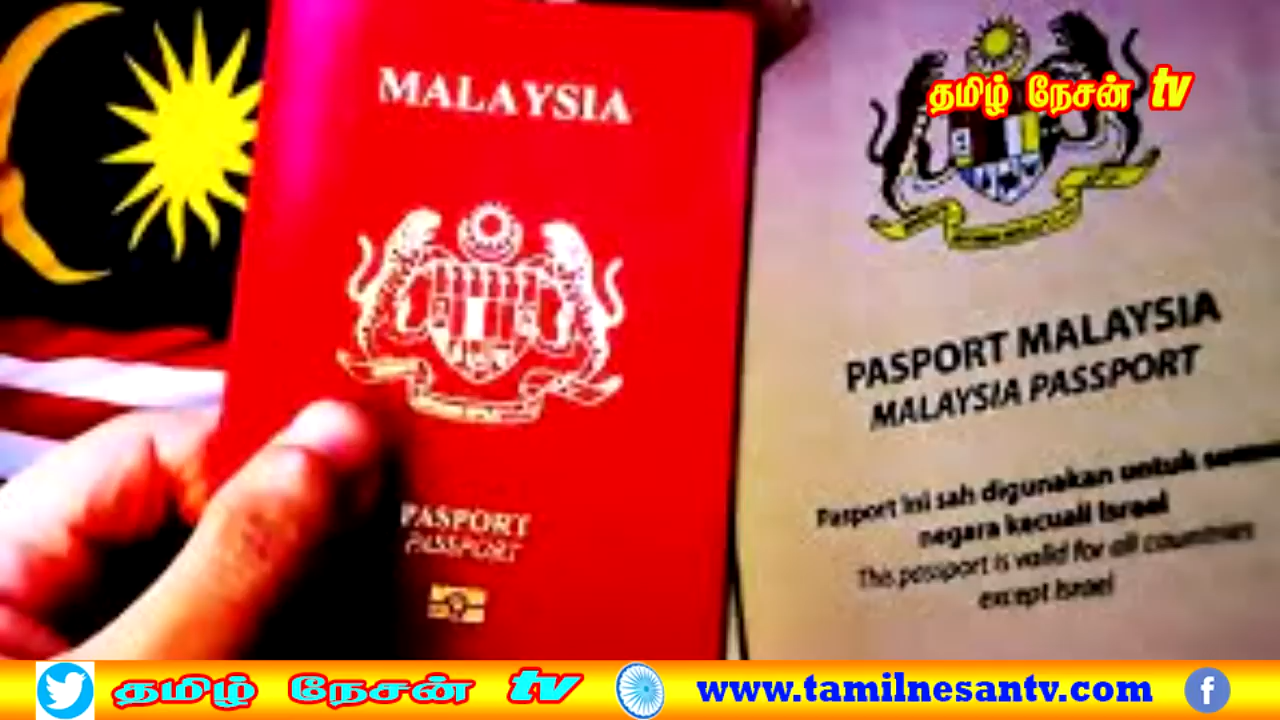 தமிழ் நேசன் tv
MALAYSIA
PASPORT
PASSPORT
PASPORT MALAYSIA
MALAYSIA PASSPORT
Pasport ini sah digunakan untuk semua
negara kecuali Israel
This passport is valid for all countries
except Israel
தமிழ் நேசன் tv
www.tamilnesantv.com
f